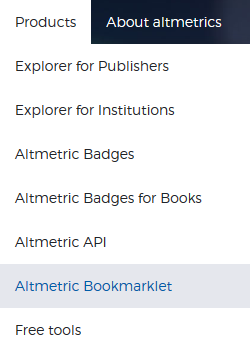 Products About altmetrics
Explorer for Publishers
Explorer for Institutions
Altmetric Badges
Altmetric Badges for Books
Altmetric API
Altmetric Bookmarklet
Free tools